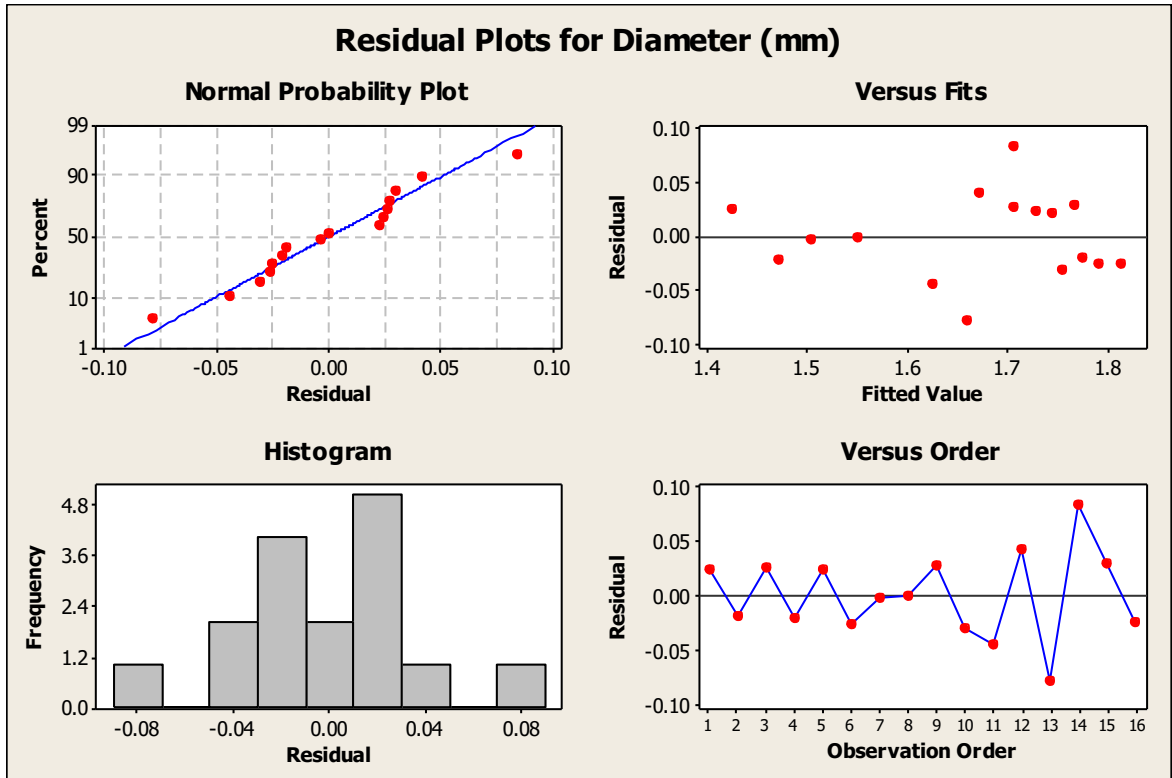 Residual Plots for Diameter (mm)
Normal Probability Plot
Percent
99
90
50
10
1
-0.10 -0.05 0.00 0.05 0.10
Residual
Versus Fits
Residual
0.10
0.05
0.00
-0.05
-0.10
1.4 1.5 1.6 1.7 1.8
Fitted Value
Histogram
Frequency
4.8
3.6
2.4
1.2
0.0
-0.08 -0.04 0.00 0.04 0.08
Residual
Versus Order
Residual
0.10
0.05
0.00
-0.05
-0.10
1 2 3 4 5 6 7 8 9 10 11 12 13 14 15 16
Observation Order